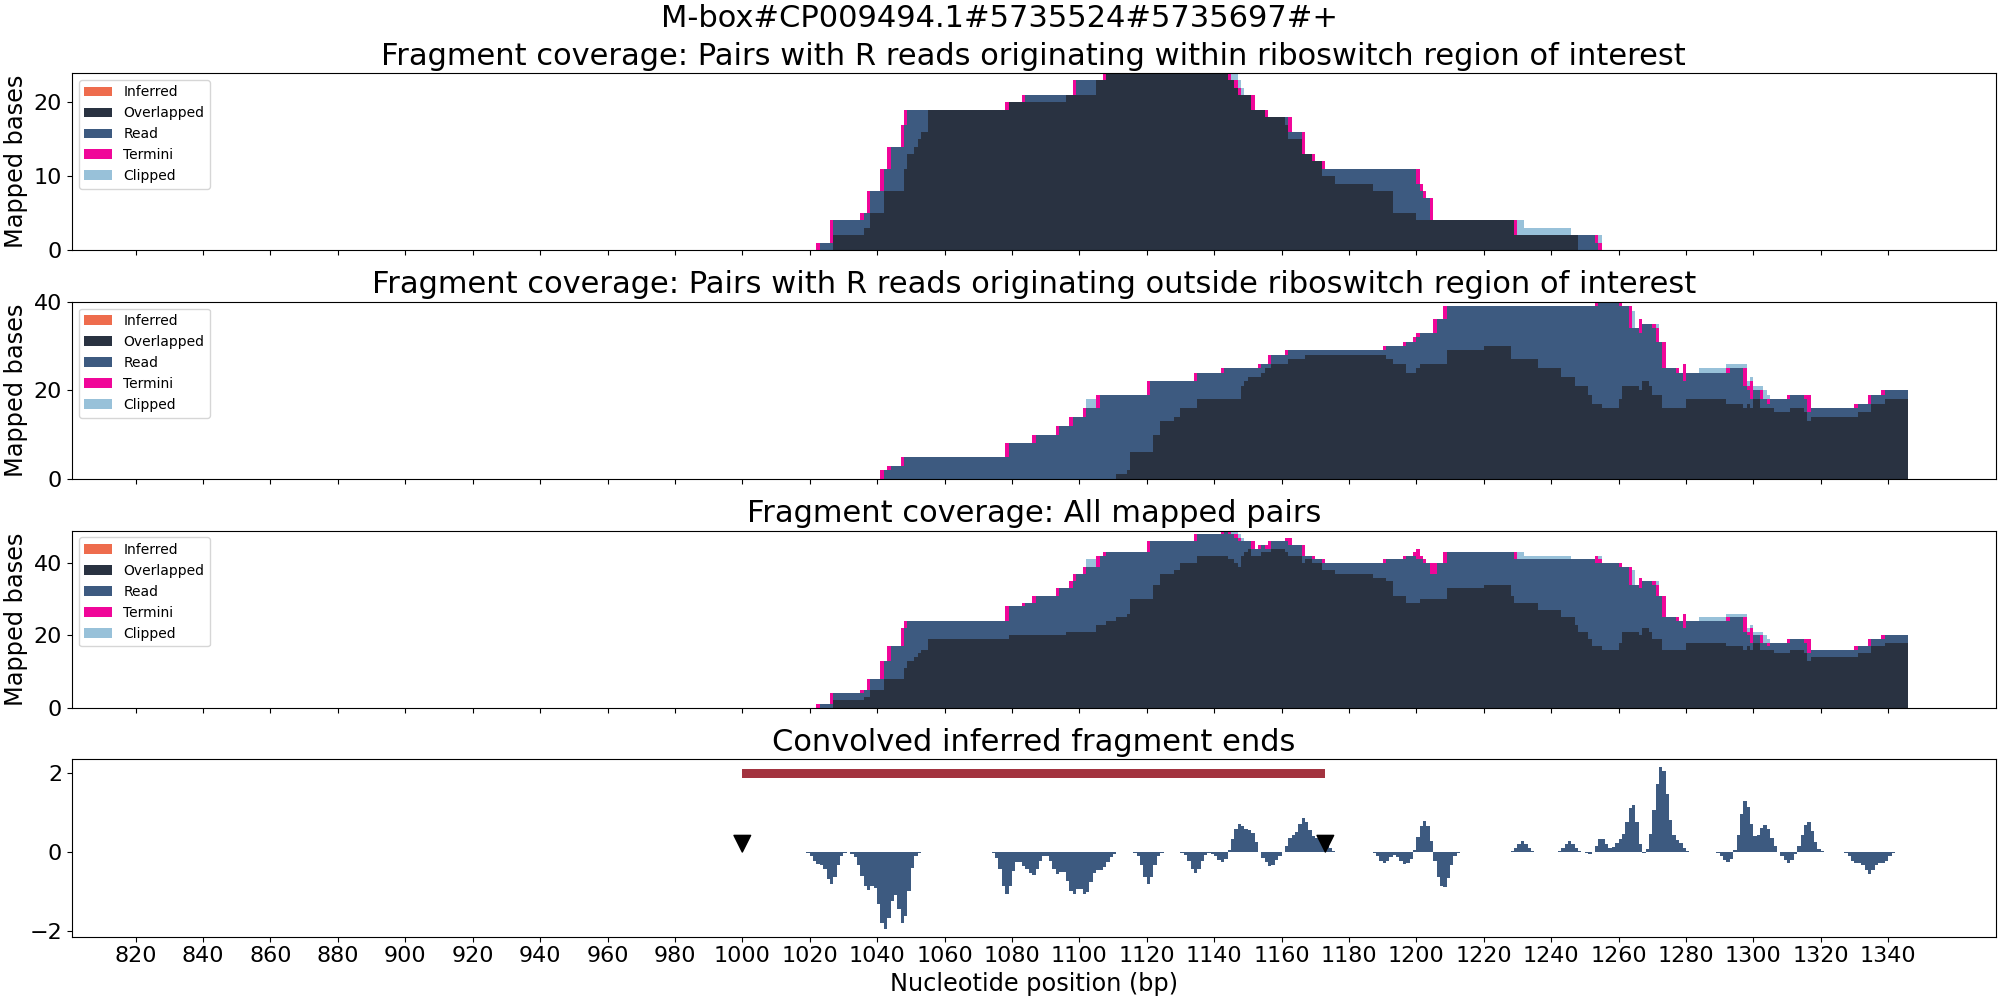 M-box#CP009494.1#5735524#5735697#+
Fragment coverage: Pairs with R reads originating within riboswitch region of interest
Mapped bases
20
10
0
Inferred
Overlapped
Read
Termini
Clipped
Fragment coverage: Pairs with R reads originating outside riboswitch region of interest
Mapped bases
40
20
0
Inferred
Overlapped
Read
Termini
Clipped
Fragment coverage: All mapped pairs
Mapped bases
40
20
0
Inferred
Overlapped
Read
Termini
Clipped
Convolved inferred fragment ends
2
0
−2
820 840 860 880 900 920 940 960 980 1000 1020 1040 1060 1080 1100 1120 1140 1160 1180 1200 1220 1240 1260 1280 1300 1320 1340
Nucleotide position (bp)